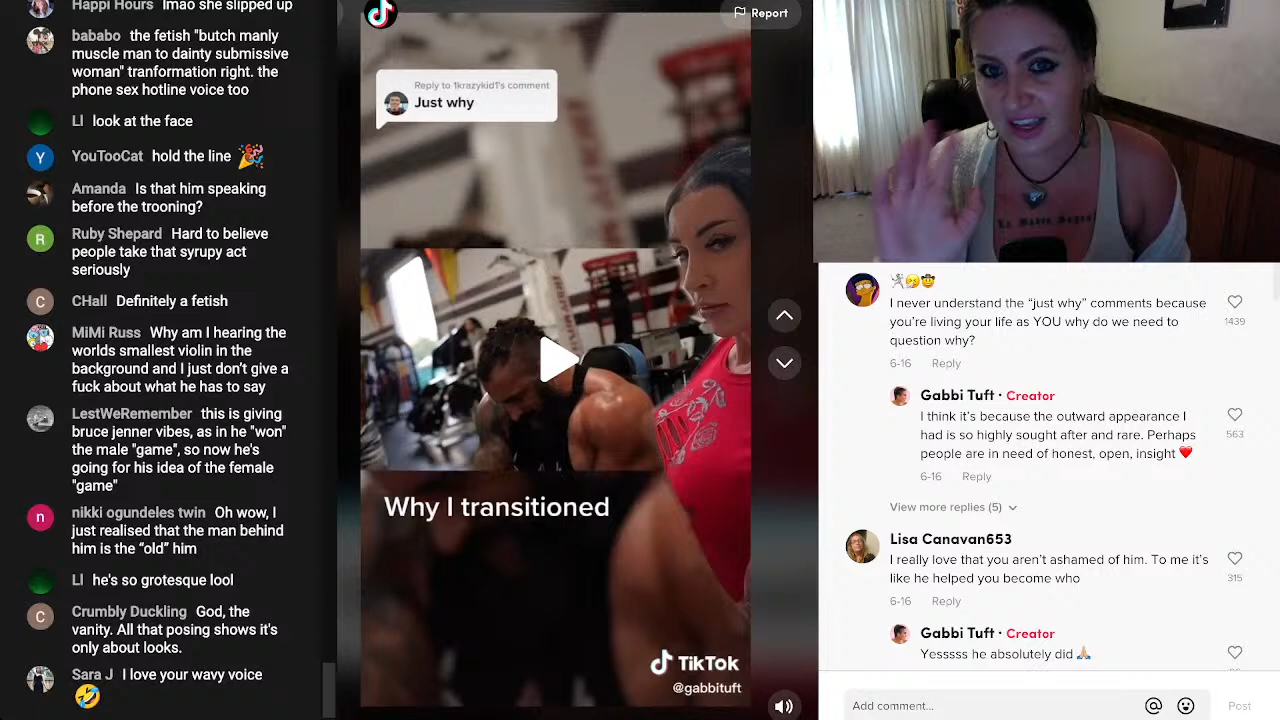 Happi Hours lmao she slipped up
bababo the fetish "butch manly
muscle man to dainty submissive
woman" tranformation right. the
phone sex hotline voice too
LI look at the face
Y
YouTooCat hold the line
Amanda Is that him speaking
before the trooning?
R
Ruby Shepard Hard to believe
people take that syrupy act
seriously
C
CHall Definitely a fetish
MiMi Russ Why am I hearing the
worlds smallest violin in the
background and I just don't give a
fuck about what he has to say
LestWeRemember this is giving
bruce jenner vibes, as in he "won"
the male "game", so now he's
going for his idea of the female
"game"
n
nikki ogundeles twin Oh wow, I
just realised that the man behind
him is the “old” him
LI he's so grotesque lool
C
Crumbly Duckling God, the
vanity. All that posing shows it's
only about looks.
Sara J I love your wavy voice
Report
Reply to 1krazykid1's comment
Just why
Why I transitioned
TikTok
@gabbituft
I never understand the “just why” comments because
you’re living your life as YOU why do we need to
question why?
1439
6-16 Reply
Gabbi Tuft · Creator
I think it’s because the outward appearance I
had is so highly sought after and rare. Perhaps
people are in need of honest, open, insight
563
6-16 Reply
View more replies (5)
Lisa Canavan653
I really love that you aren’t ashamed of him. To me it’s
like he helped you become who
315
6-16 Reply
Gabbi Tuft · Creator
Yesssss he absolutely did
Add comment...
@
Post